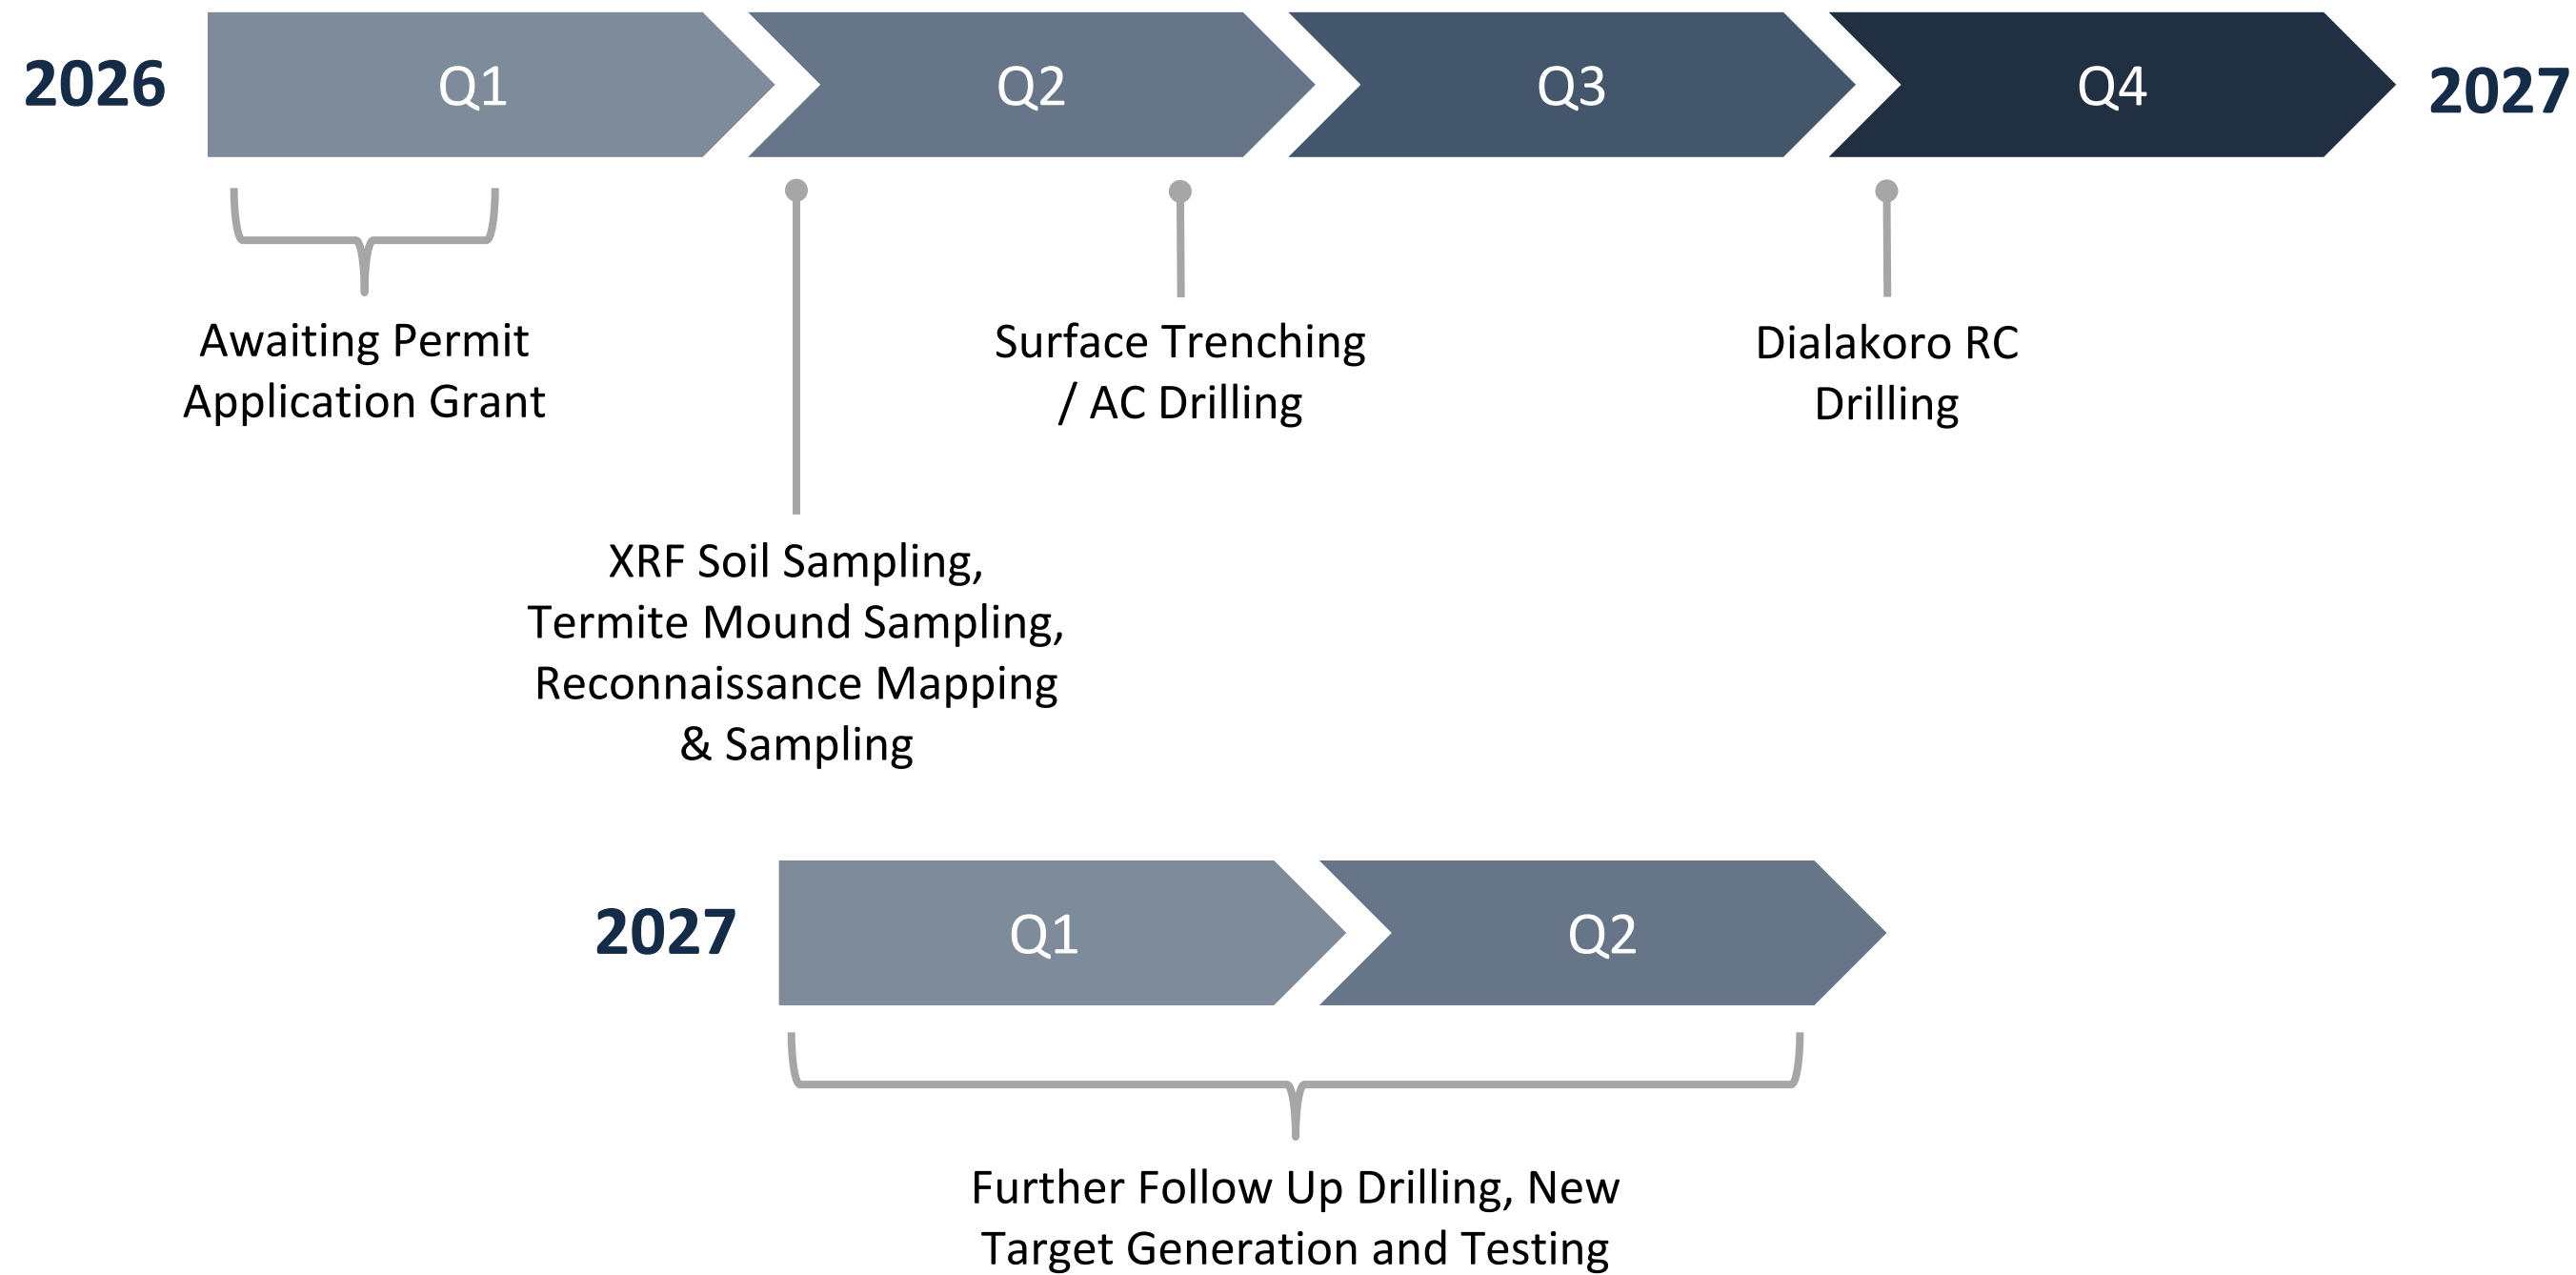 2026
Q1
Q2
Q3
Q4
2027
Awaiting Permit
Application Grant
Surface Trenching
/ AC Drilling
Dialakoro RC
Drilling
XRF Soil Sampling,
Termite Mound Sampling,
Reconnaissance Mapping
& Sampling
2027
Q1
Q2
Further Follow Up Drilling, New
Target Generation and Testing